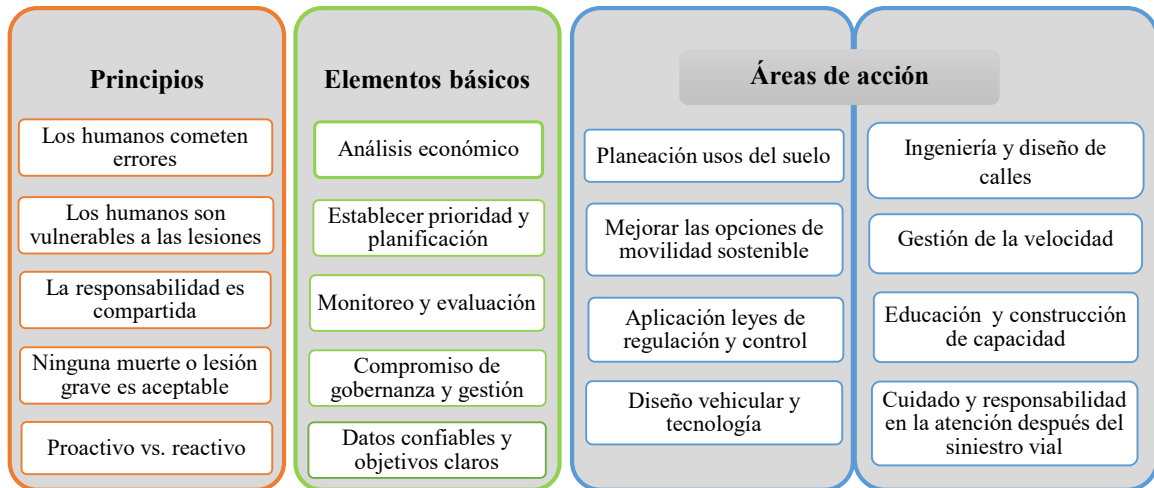 Principios
Los humanos cometen
errores
Los humanos son
vulnerables a las lesiones
La responsabilidad es
compartida
Ninguna muerte o lesión
grave es aceptable
Proactivo vs. reactivo
Elementos básicos
Análisis económico
Establecer prioridad y
planificación
Monitoreo y evaluación
Compromiso de
gobernanza y gestión
Datos confiables y
objetivos claros
Áreas de acción
Planeación usos del suelo
Mejorar las opciones de
movilidad sostenible
Aplicación leyes de
regulación y control
Diseño vehicular y
tecnología
Ingeniería y diseño de
calles
Gestión de la velocidad
Educación y construcción
de capacidad
Cuidado y responsabilidad
en la atención después del
siniestro vial